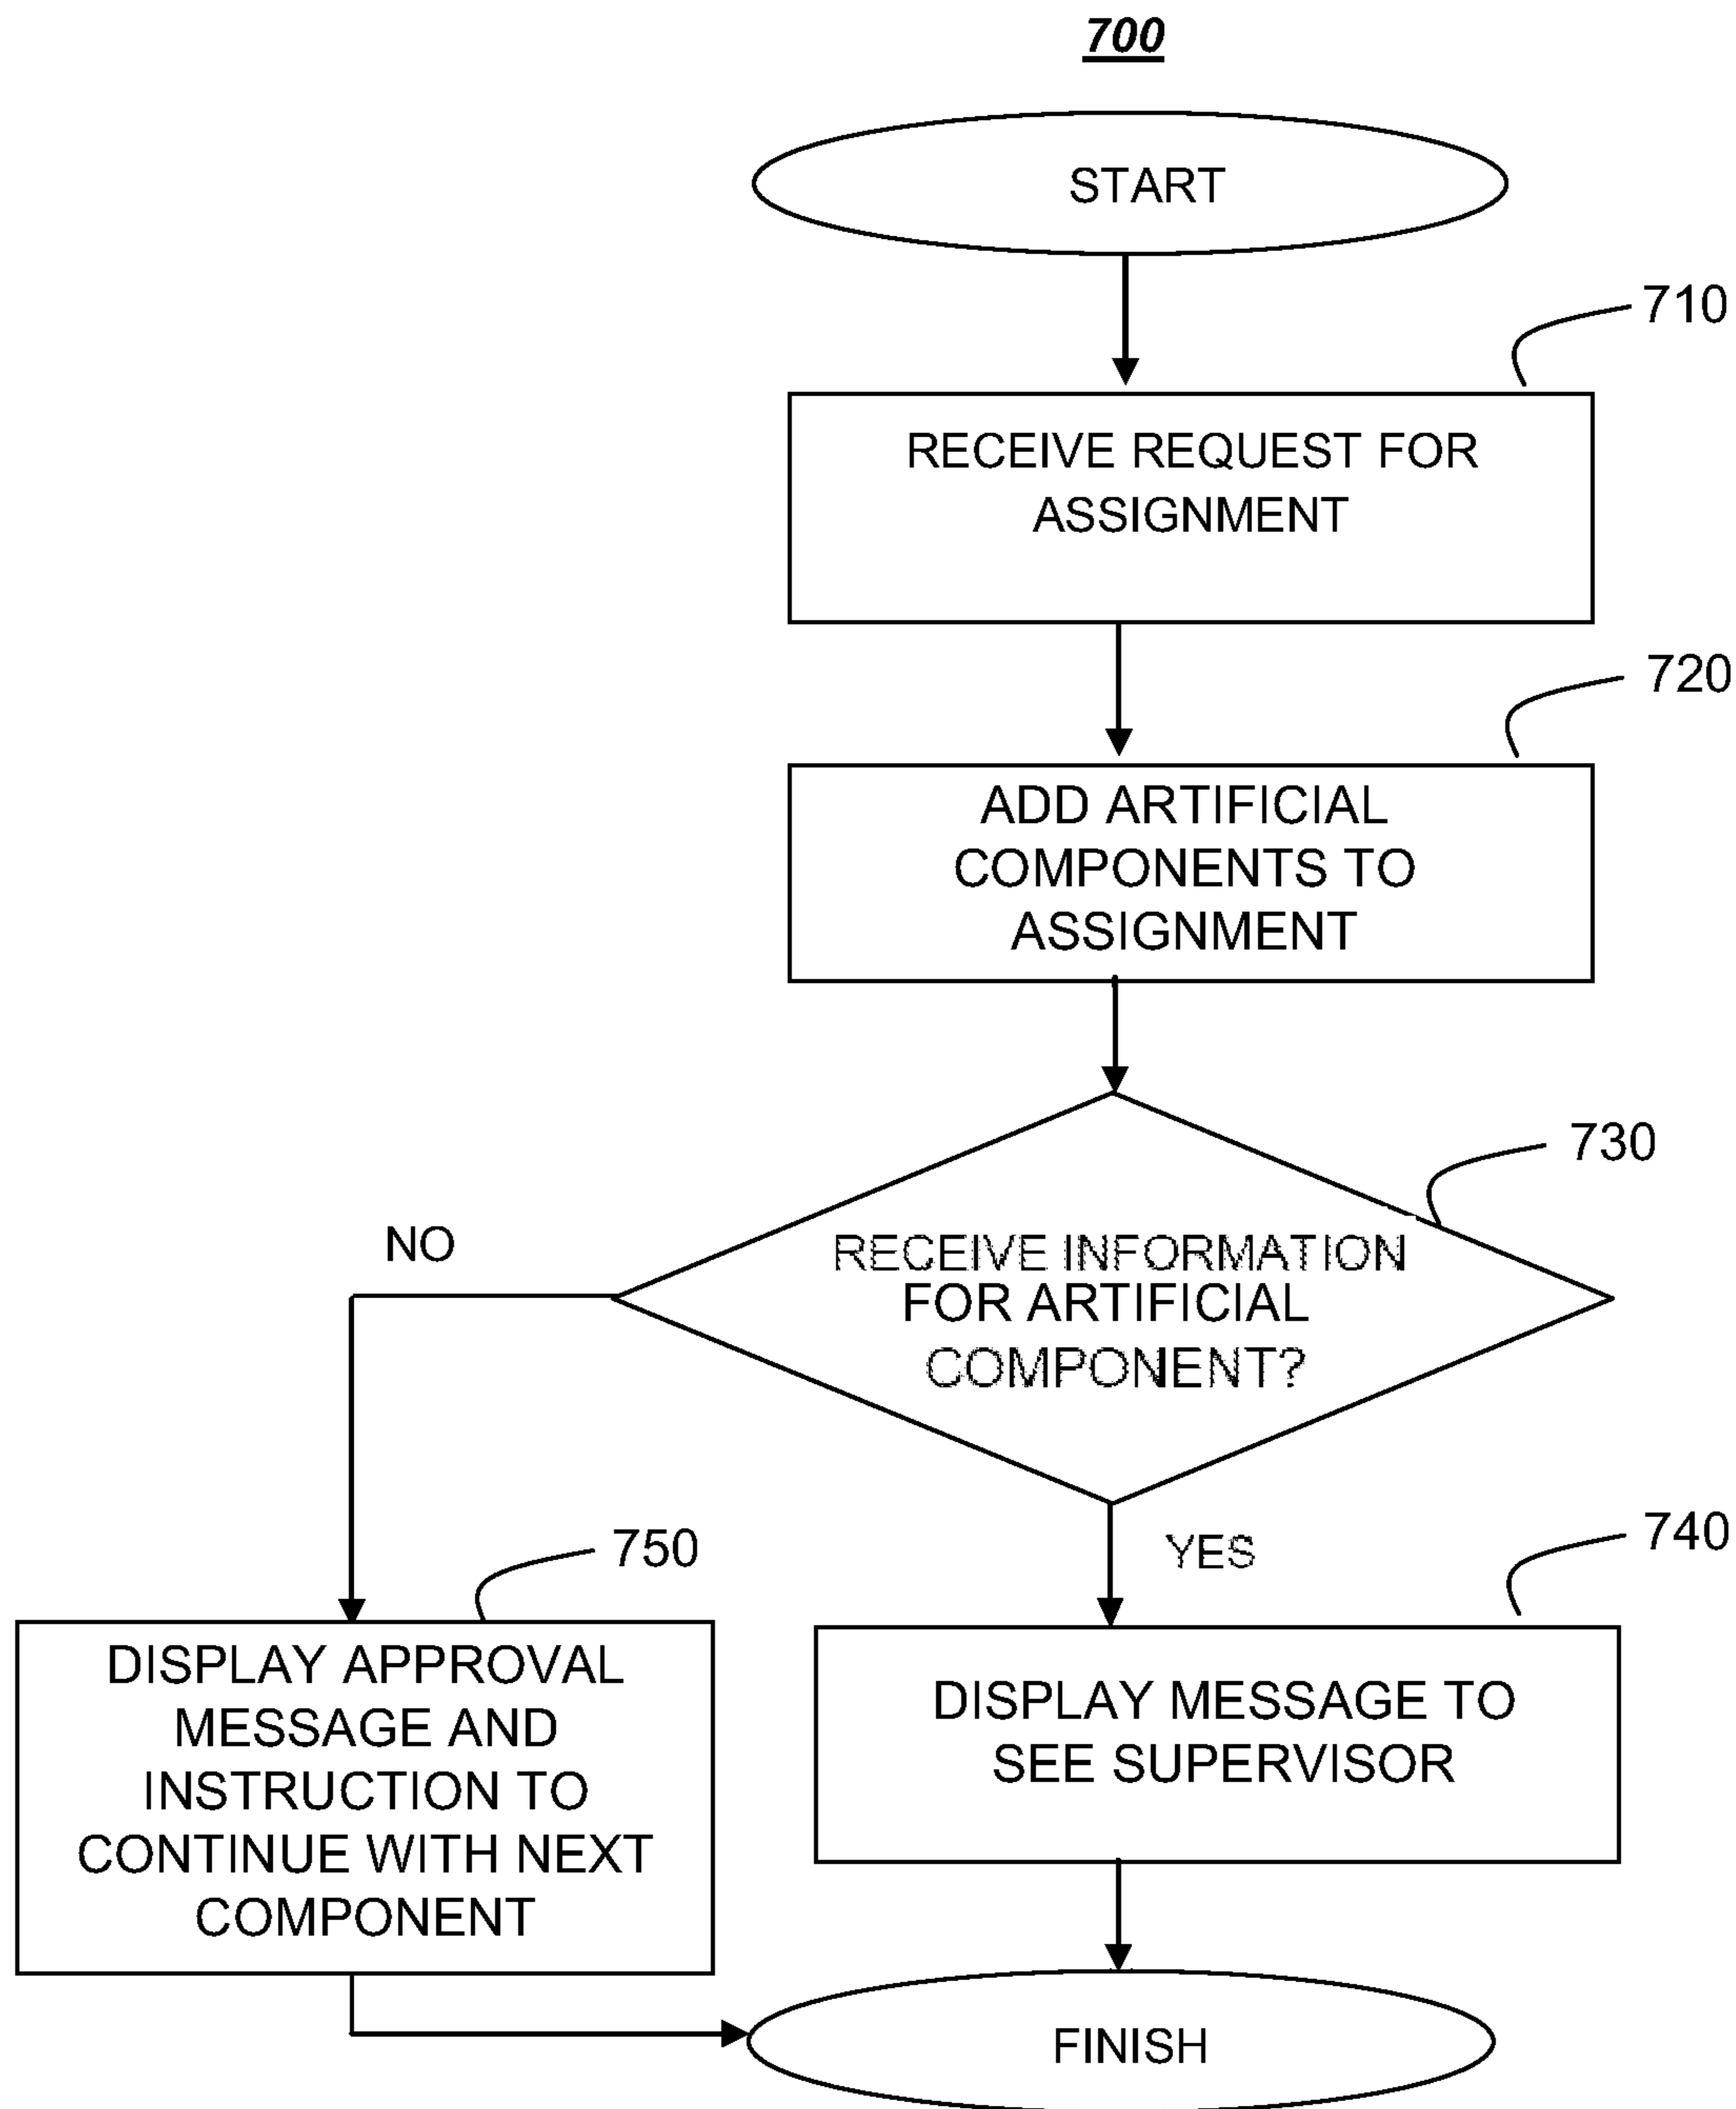 700
START
710
RECEIVE REQUEST FOR
ASSIGNMENT
720
ADD ARTIFICIAL
COMPONENTS TO
ASSIGNMENT
730
NO
RECEIVE INFORMATION
FOR ARTIFICIAL
COMPONENT?
YES
740
750
DISPLAY APPROVAL
MESSAGE AND
INSTRUCTION TO
CONTINUE WITH NEXT
COMPONENT
DISPLAY MESSAGE TO
SEE SUPERVISOR
FINISH